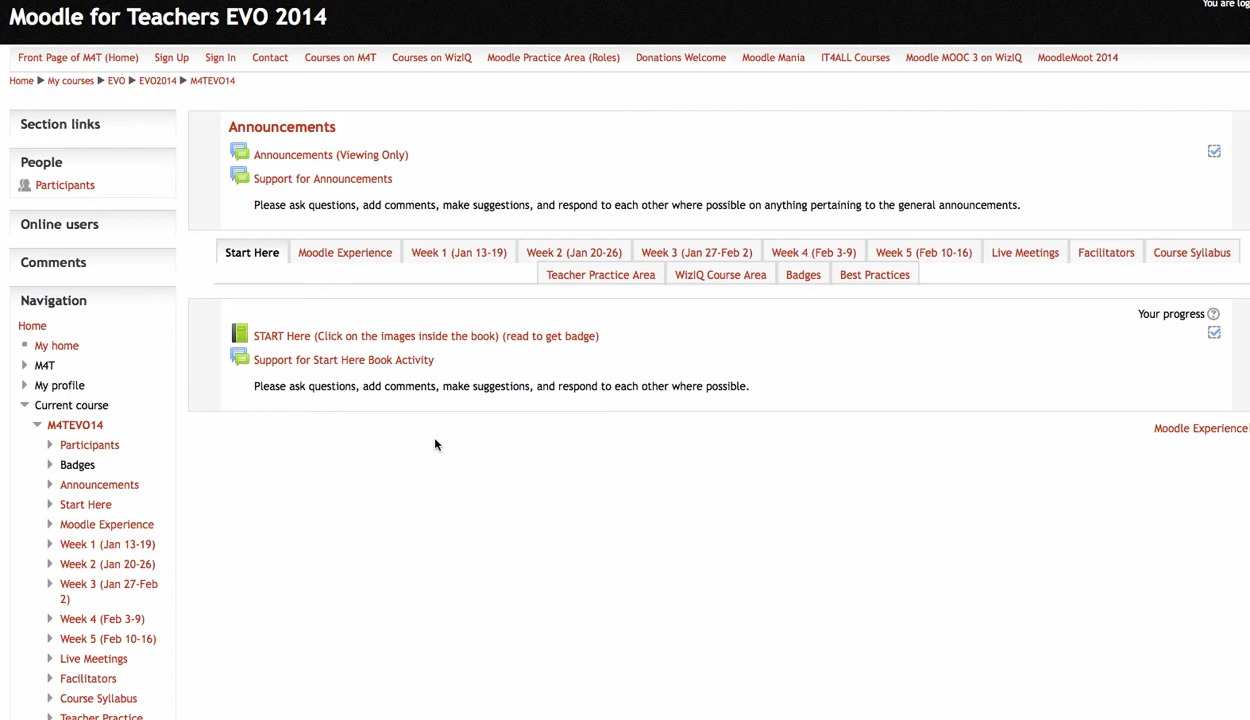 You are log
Moodle for Teachers EVO 2014
Front Page of M4T (Home) Sign Up Sign In Contact Courses on M4T Courses on WizIQ Moodle Practice Area (Roles) Donations Welcome Moodle Mania IT4ALL Courses Moodle MOOC 3 on WizIQ MoodleMoot 2014
Home My courses EVO EVO2014 M4TEVO14
Section links
People
Participants
Online users
Comments
Navigation
Home
My home
M4T
My profile
Current course
M4TEVO14
Participants
Badges
Announcements
Start Here
Moodle Experience
Week 1 (Jan 13-19)
Week 2 (Jan 20-26)
Week 3 (Jan 27-Feb
2)
Week 4 (Feb 3-9)
Week 5 (Feb 10-16)
Live Meetings
Facilitators
Course Syllabus
Teacher Practice
Announcements
Announcements (Viewing Only)
Support for Announcements
Please ask questions, add comments, make suggestions, and respond to each other where possible on anything pertaining to the general announcements.
Start Here Moodle Experience Week 1 (Jan 13-19) Week 2 (Jan 20-26) Week 3 (Jan 27-Feb 2) Week 4 (Feb 3-9) Week 5 (Feb 10-16) Live Meetings Facilitators Course Syllabus
Teacher Practice Area WizIQ Course Area Badges Best Practices
Your progress
START Here (Click on the images inside the book) (read to get badge)
Support for Start Here Book Activity
Please ask questions, add comments, make suggestions, and respond to each other where possible.
Moodle Experience